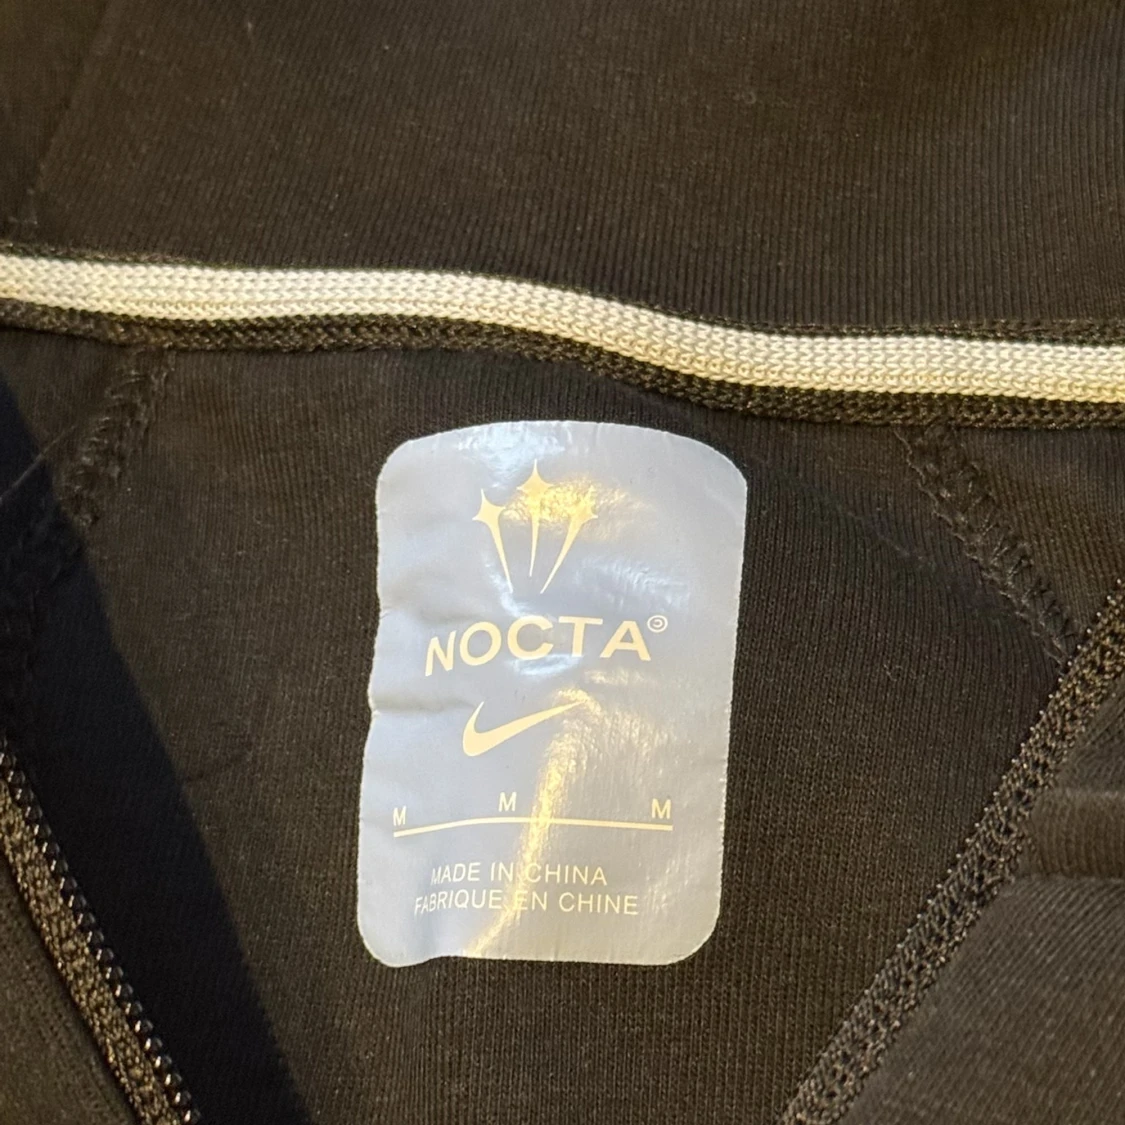 NOCTA©
M M M
MADE IN CHINA
FABRIQUE EN CHINE